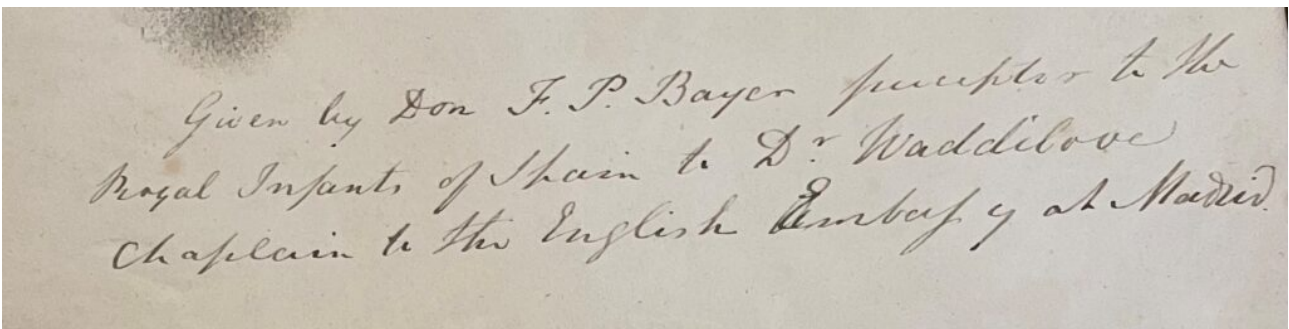 Given by Don F. P. Bayer preceptor to the
Royal Infants of Spain to Dr Waddilove
Chaplain to the English Embassy at Madrid.